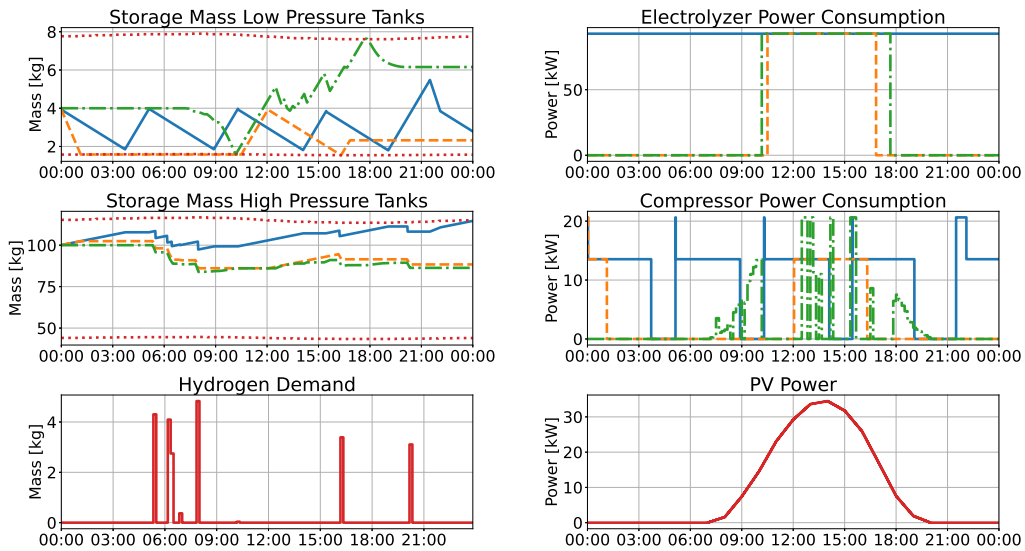 Storage Mass Low Pressure Tanks
Mass [kg]
8
6
4
2
00:00 03:00 06:00 09:00 12:00 15:00 18:00 21:00 00:00
Electrolyzer Power Consumption
Power [kW]
50
0
00:00 03:00 06:00 09:00 12:00 15:00 18:00 21:00 00:00
Storage Mass High Pressure Tanks
Mass [kg]
100
75
50
00:00 03:00 06:00 09:00 12:00 15:00 18:00 21:00 00:00
Compressor Power Consumption
Power [kW]
20
10
0
00:00 03:00 06:00 09:00 12:00 15:00 18:00 21:00 00:00
Hydrogen Demand
Mass [kg]
4
2
0
00:00 03:00 06:00 09:00 12:00 15:00 18:00 21:00
PV Power
Power [kW]
30
20
10
0
00:00 03:00 06:00 09:00 12:00 15:00 18:00 21:00 00:00